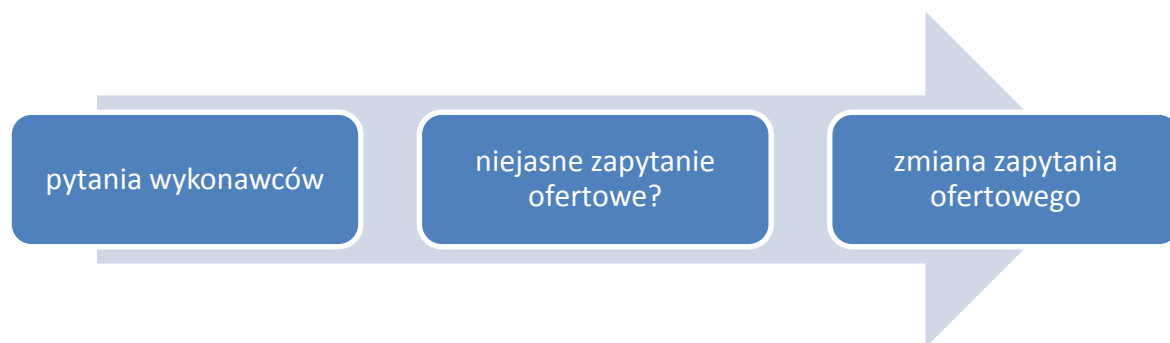 pytania wykonawców
niejasne zapytanie
ofertowe?
zmiana zapytania
ofertowego